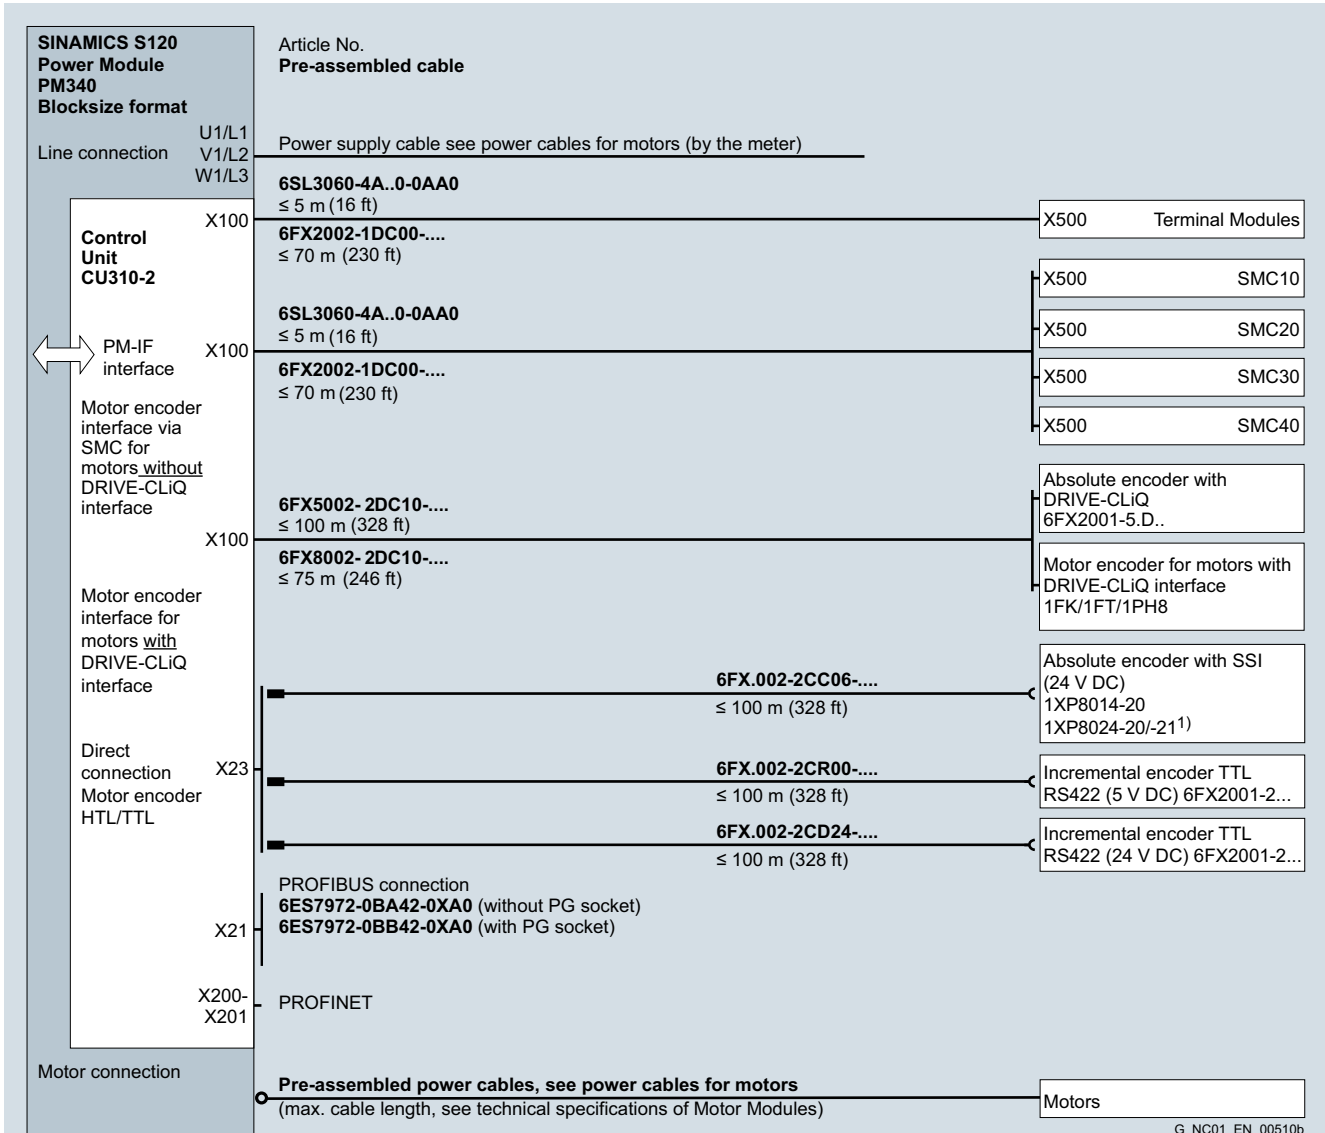 SINAMICS S120
Power Module
PM340
Blocksize format
Article No.
Pre-assembled cable
Line connection
U1/L1
V1/L2
W1/L3
Power supply cable see power cables for motors (by the meter)
Control
Unit
CU310-2
X100
6SL3060-4A..0-0AA0
≤ 5 m (16 ft)
6FX2002-1DC00-....
≤ 70 m (230 ft)
X500 Terminal Modules
PM-IF
interface
X100
6SL3060-4A..0-0AA0
≤ 5 m (16 ft)
6FX2002-1DC00-....
≤ 70 m (230 ft)
X500 SMC10
X500 SMC20
X500 SMC30
X500 SMC40
Motor encoder
interface via
SMC for
motors without
DRIVE-CLiQ
interface
X100
6FX5002- 2DC10-....
≤ 100 m (328 ft)
6FX8002- 2DC10-....
≤ 75 m (246 ft)
Absolute encoder with
DRIVE-CLiQ
6FX2001-5.D..
Motor encoder for motors with
DRIVE-CLiQ interface
1FK/1FT/1PH8
Motor encoder
interface for
motors with
DRIVE-CLiQ
interface
6FX.002-2CC06-....
≤ 100 m (328 ft)
Absolute encoder with SSI
(24 V DC)
1XP8014-20
1XP8024-20/-21 1)
Direct
connection
Motor encoder
HTL/TTL
X23
6FX.002-2CR00-....
≤ 100 m (328 ft)
Incremental encoder TTL
RS422 (5 V DC) 6FX2001-2...
6FX.002-2CD24-....
≤ 100 m (328 ft)
Incremental encoder TTL
RS422 (24 V DC) 6FX2001-2...
X21
PROFIBUS connection
6ES7972-0BA42-0XA0 (without PG socket)
6ES7972-0BB42-0XA0 (with PG socket)
X200-
X201
PROFINET
Motor connection
Pre-assembled power cables, see power cables for motors
(max. cable length, see technical specifications of Motor Modules)
Motors
G_NC01_EN_00510b